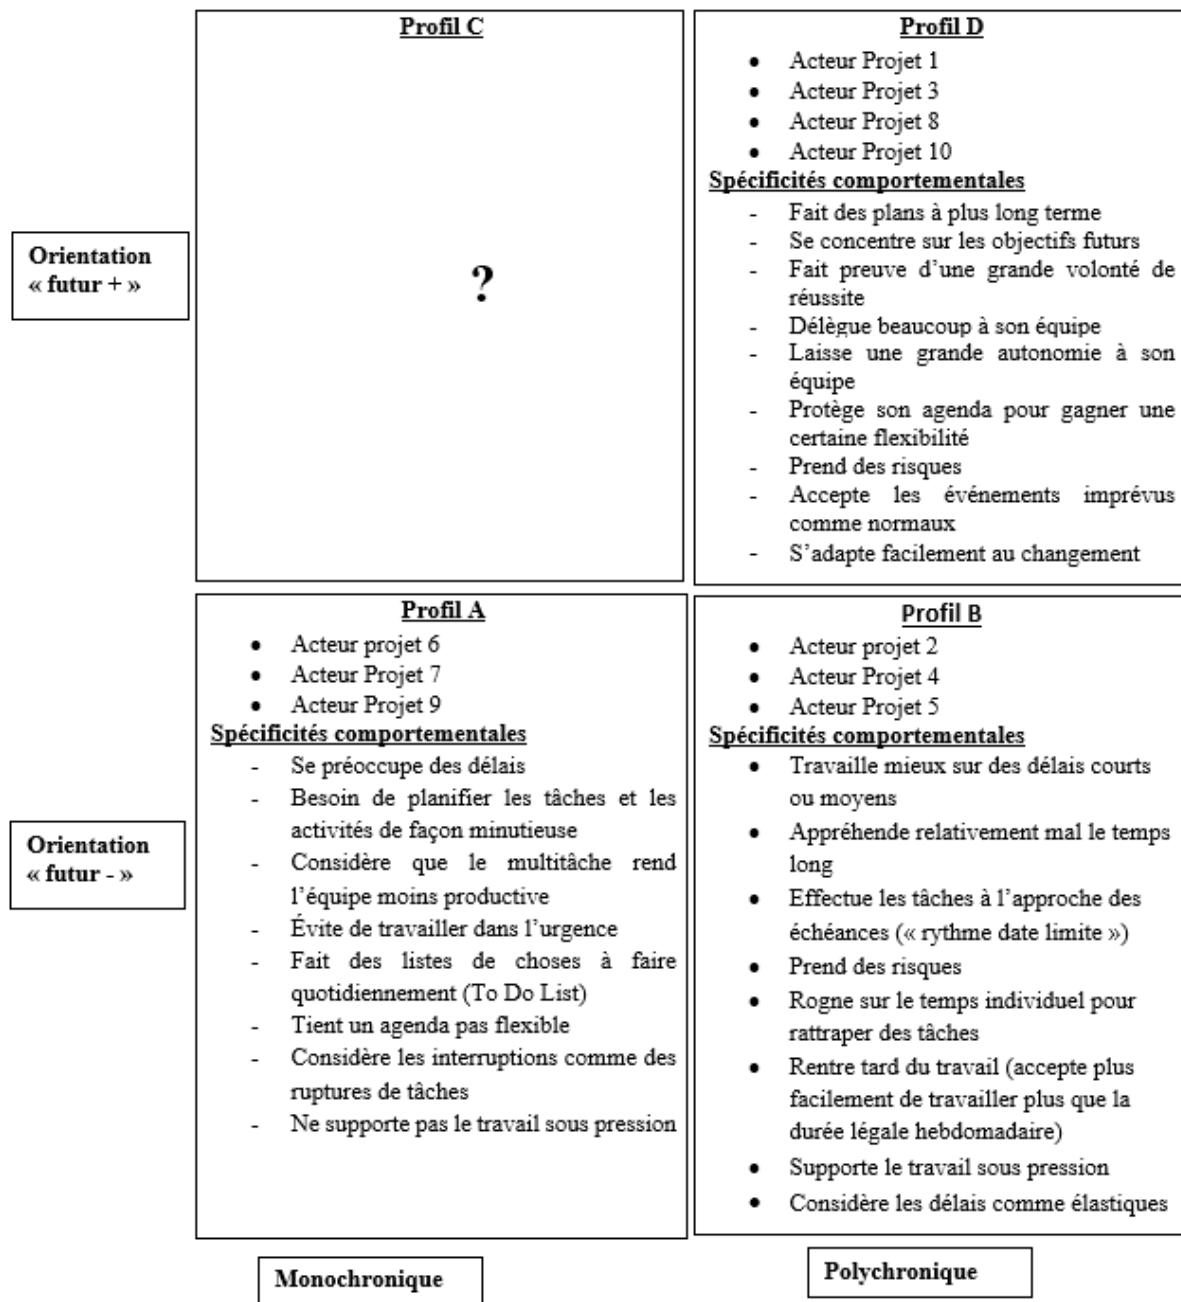 Profil C
?
Profil D
• Acteur Projet 1
• Acteur Projet 3
• Acteur Projet 8
• Acteur Projet 10
Spécificités comportementales
- Fait des plans à plus long terme
- Se concentre sur les objectifs futurs
- Fait preuve d’une grande volonté de
réussite
- Délègue beaucoup à son équipe
- Laisse une grande autonomie à son
équipe
- Protège son agenda pour gagner une
certaine flexibilité
- Prend des risques
- Accepte les événements imprévus
comme normaux
- S’adapte facilement au changement
Orientation
« futur + »
Profil A
• Acteur projet 6
• Acteur Projet 7
• Acteur Projet 9
Spécificités comportementales
- Se préoccupe des délais
- Besoin de planifier les tâches et les
activités de façon minutieuse
- Considère que le multitâche rend
l’équipe moins productive
- Évite de travailler dans l’urgence
- Fait des listes de choses à faire
quotidiennement (To Do List)
- Tient un agenda pas flexible
- Considère les interruptions comme des
ruptures de tâches
- Ne supporte pas le travail sous pression
Profil B
• Acteur projet 2
• Acteur Projet 4
• Acteur Projet 5
Spécificités comportementales
• Travaille mieux sur des délais courts
ou moyens
• Appréhende relativement mal le temps
long
• Effectue les tâches à l’approche des
échéances (« rythme date limite »)
• Prend des risques
• Rogne sur le temps individuel pour
rattraper des tâches
• Rentre tard du travail (accepte plus
facilement de travailler plus que la
durée légale hebdomadaire)
• Supporte le travail sous pression
• Considère les délais comme élastiques
Orientation
« futur - »
Monochronique
Polychronique